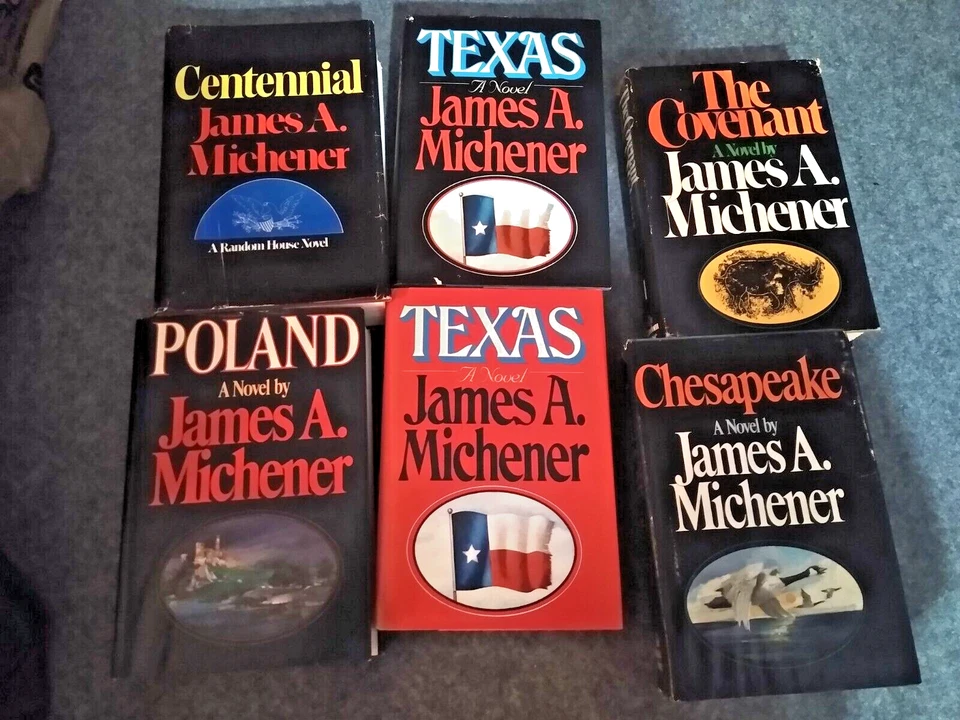 Centennial
James A.
Michener
A Random House Novel
TEXAS
A Novel
James A.
Michener
The
Covenant
A Novel by
James A.
Michener
POLAND
A Novel by
James A.
Michener
TEXAS
A Novel
James A.
Michener
Chesapeake
A Novel by
James A.
Michener